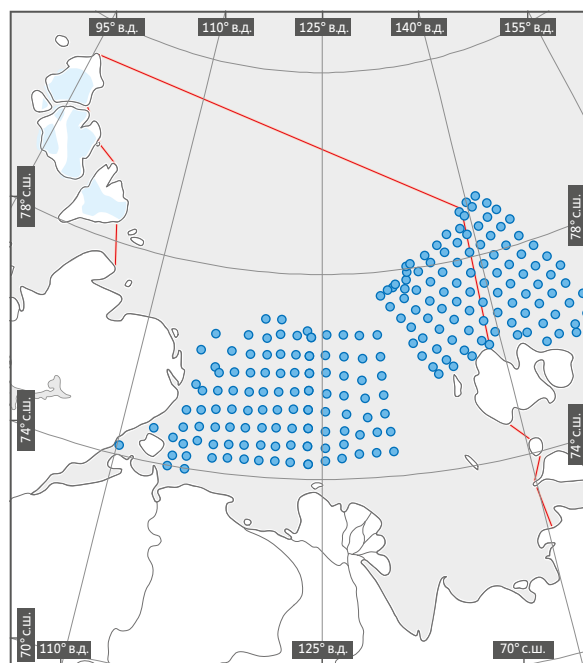 95° в.д. 110° в.д. 125° в.д. 140° в.д. 155° в.д.
78° с.ш. 78° с.ш.
74° с.ш. 74° с.ш.
70° с.ш. 110° в.д. 125° в.д. 70° с.ш.